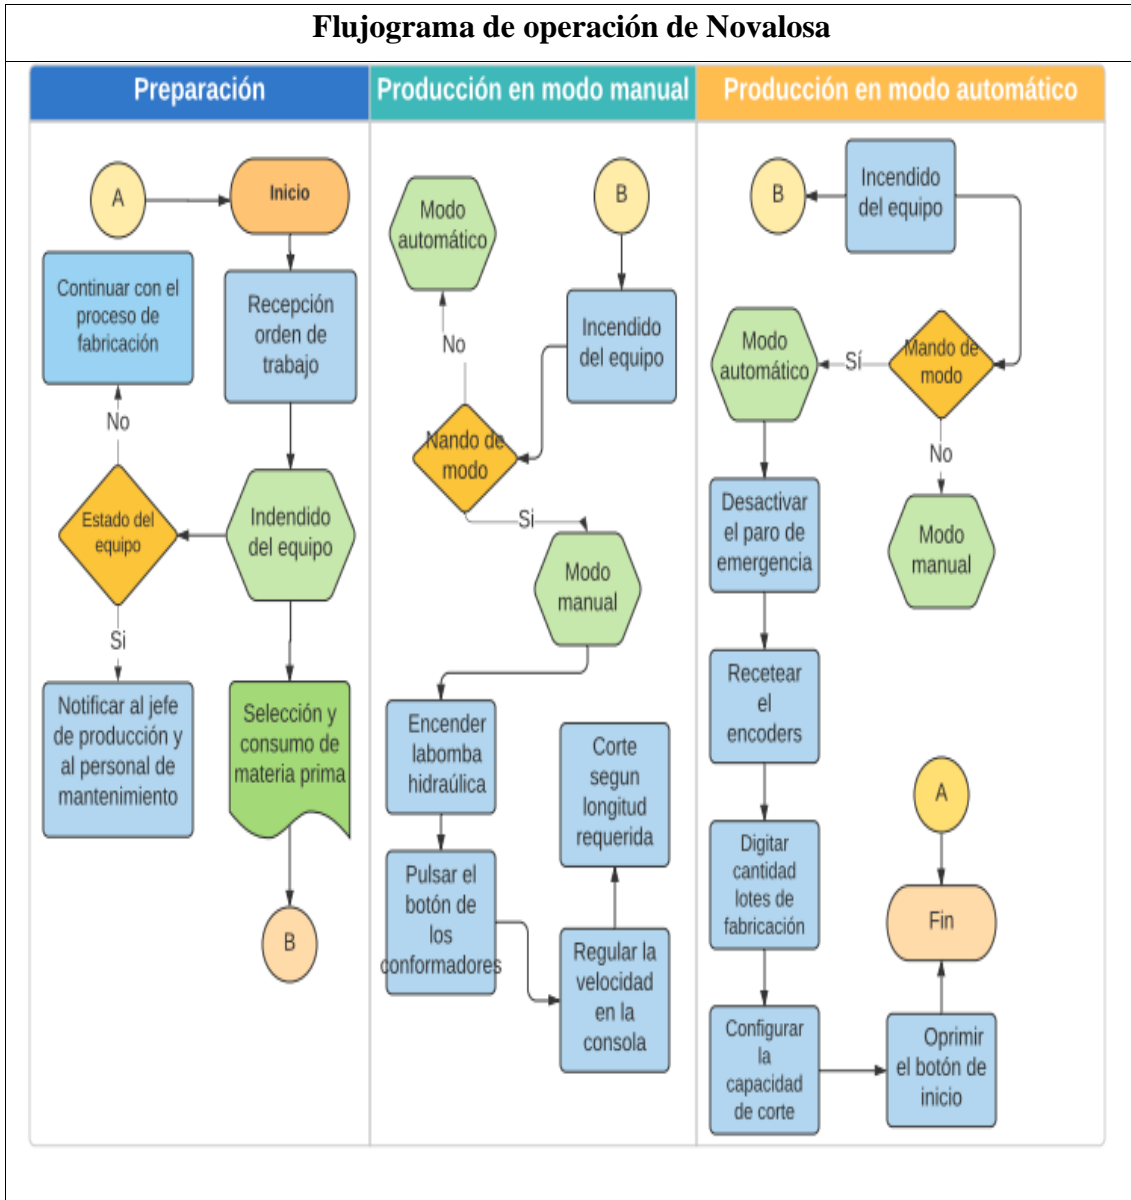 Flujograma de operación de Novalosa
Preparación
A
Inicio
Continuar con el
proceso de
fabricación
Recepción
orden de
trabajo
No
Estado del
equipo
Indendido
del equipo
Si
Notificar al jefe
de producción y
al personal de
mantenimiento
Selección y
consumo de
materia prima
B
Producción en modo manual
Modo
automático
B
No
Incendido
del equipo
Nando de
modo
Si
Modo
manual
Encender
labomba
hidraúlica
Pulsar el
botón de
los
conformadores
Corte
segun
longitud
requerida
Regular la
velocidad
en la
consola
Producción en modo automático
B
Incendido
del equipo
Modo
automático
Sí
Mando de
modo
No
Modo
manual
Desactivar
el paro de
emergencia
Recetear
el
encoders
Digitar
cantidad
lotes de
fabricación
Configurar
la
capacidad
de corte
A
Fin
Oprimir
el botón de
inicio